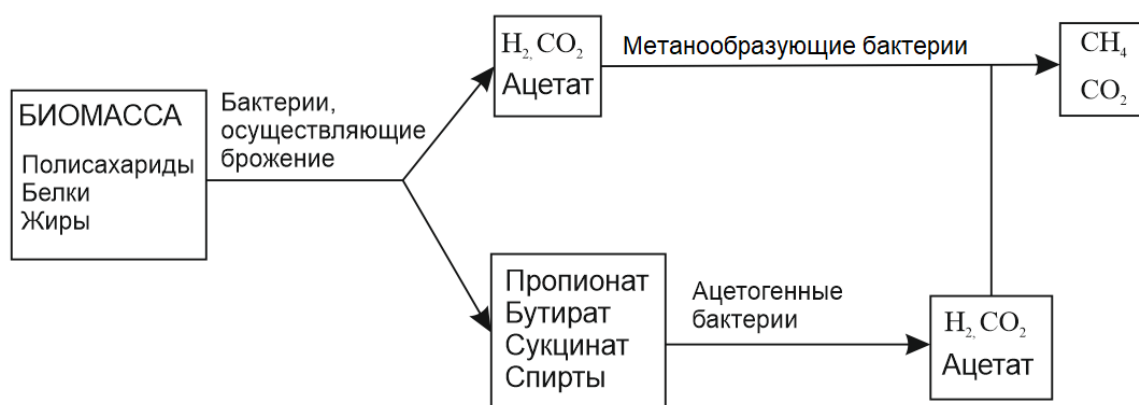 БИОМАССА
Полисахариды
Белки
Жиры
Бактерии,
осуществляющие
брожение
H₂, CO₂
Ацетат
Метанообразующие бактерии
CH₄
CO₂
Пропионат
Бутират
Сукцинат
Спирты
Ацетогенные
бактерии
H₂, CO₂
Ацетат